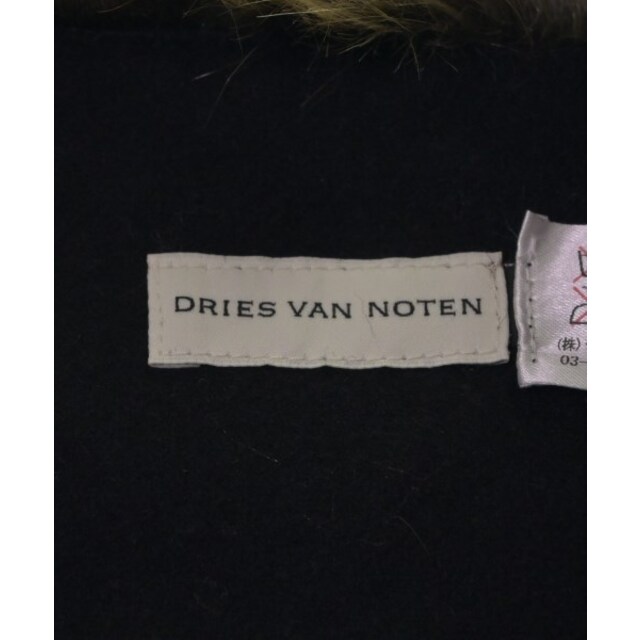 DRIES VAN NOTEN
(株)
03-